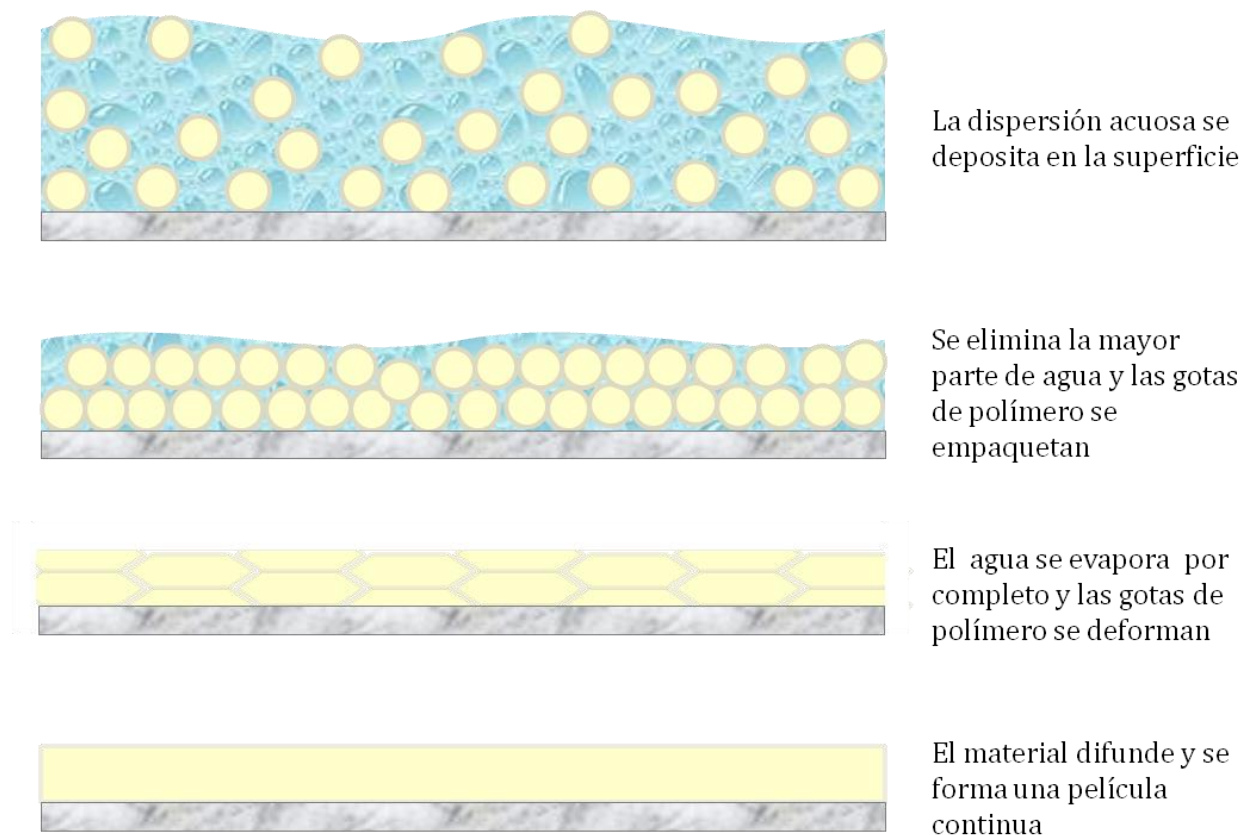 La dispersión acuosa se
deposita en la superficie
Se elimina la mayor
parte de agua y las gotas
de polímero se
empaquetan
El agua se evapora por
completo y las gotas de
polímero se deforman
El material difunde y se
forma una película
continua